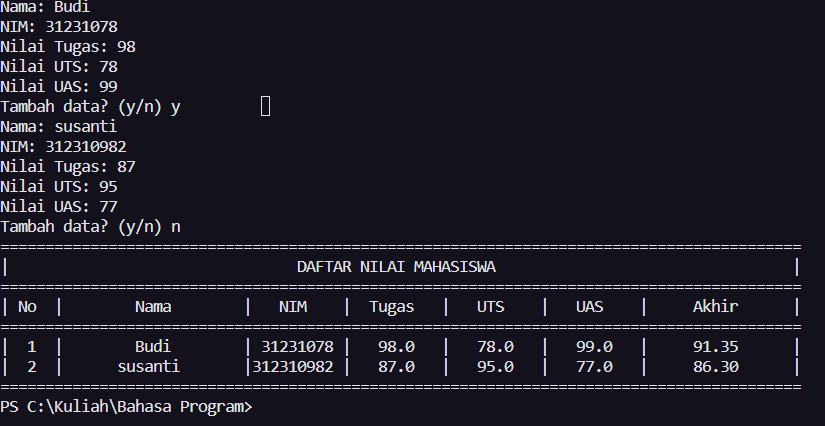 Nama: Budi
NIM: 31231078
Nilai Tugas: 98
Nilai UTS: 78
Nilai UAS: 99
Tambah data? (y/n) y
Nama: susanti
NIM: 312310982
Nilai Tugas: 87
Nilai UTS: 95
Nilai UAS: 77
Tambah data? (y/n) n
=========================================================================================
|                                DAFTAR NILAI MAHASISWA                                 |
=========================================================================================
| No  |        Nama        |   NIM    |  Tugas   |   UTS    |   UAS    |     Akhir      |
=========================================================================================
|  1  |        Budi        | 31231078 |   98.0   |   78.0   |   99.0   |     91.35      |
|  2  |      susanti       |312310982 |   87.0   |   95.0   |   77.0   |     86.30      |
=========================================================================================
PS C:\Kuliah\Bahasa Program>